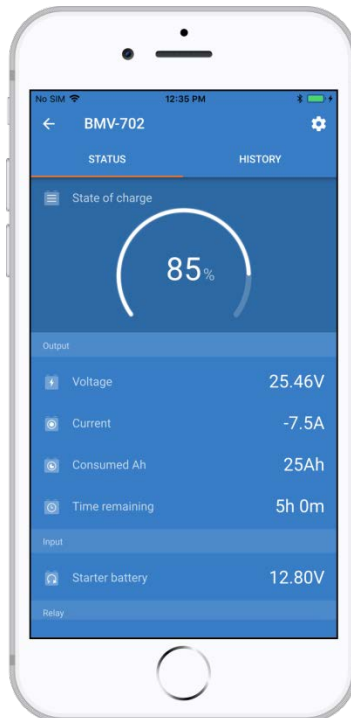 No SIM 12:35 PM
BMV-702
STATUS HISTORY
State of charge
85%
Output
Voltage 25.46V
Current -7.5A
Consumed Ah 25Ah
Time remaining 5h 0m
Input
Starter battery 12.80V
Relay